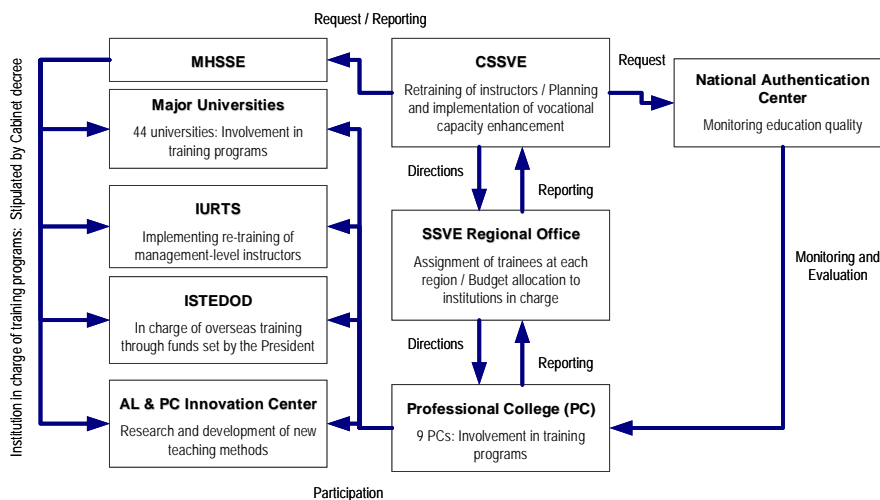 Request / Reporting
MHSSE
CSSVE
Retraining of instructors / Planning
and implementation of vocational
capacity enhancement
Request
National Authentication
Center
Monitoring education quality
Institution in charge of training programs:  Stipulated by Cabinet decree
Major Universities
44 universities: Involvement in
training programs
Directions
Reporting
IURTS
Implementing re-training of
management-level instructors
SSVE Regional Office
Assignment of trainees at each
region / Budget allocation to
institutions in charge
Monitoring and
Evaluation
ISTEDOD
In charge of overseas training
through funds set by the President
Directions
Reporting
AL & PC Innovation Center
Research and development of new
teaching methods
Professional College (PC)
9 PCs: Involvement in training
programs
Participation